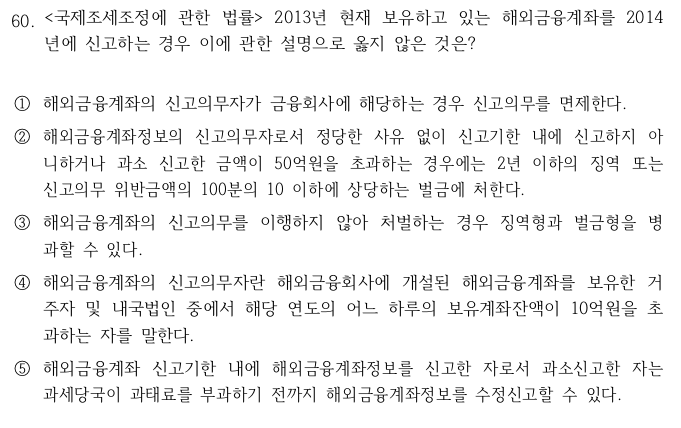 60. <국제조세조정에 관한 법률> 2013년 현재 보유하고 있는 해외금융계좌를 2014
년에 신고하는 경우 이에 관한 설명으로 옳지 않은 것은?
① 해외금융계좌의 신고의무자가 금융회사에 해당하는 경우 신고의무를 면제한다.
② 해외금융계좌정보의 신고의무자로서 정당한 사유 없이 신고기한 내에 신고하지 아
니하거나 과소 신고한 금액이 50억원을 초과하는 경우에는 2년 이하의 징역 또는
신고의무 위반금액의 100분의 10 이하에 상당하는 벌금에 처한다.
③ 해외금융계좌의 신고의무를 이행하지 않아 처벌하는 경우 징역형과 벌금형을 병
과할 수 있다.
④ 해외금융계좌의 신고의무자란 해외금융회사에 개설된 해외금융계좌를 보유한 거
주자 및 내국법인 중에서 해당 연도의 어느 하루의 보유계좌잔액이 10억원을 초
과하는 자를 말한다.
⑤ 해외금융계좌 신고기한 내에 해외금융계좌정보를 신고한 자로서 과소신고한 자는
과세당국이 과태료를 부과하기 전까지 해외금융계좌정보를 수정신고할 수 있다.